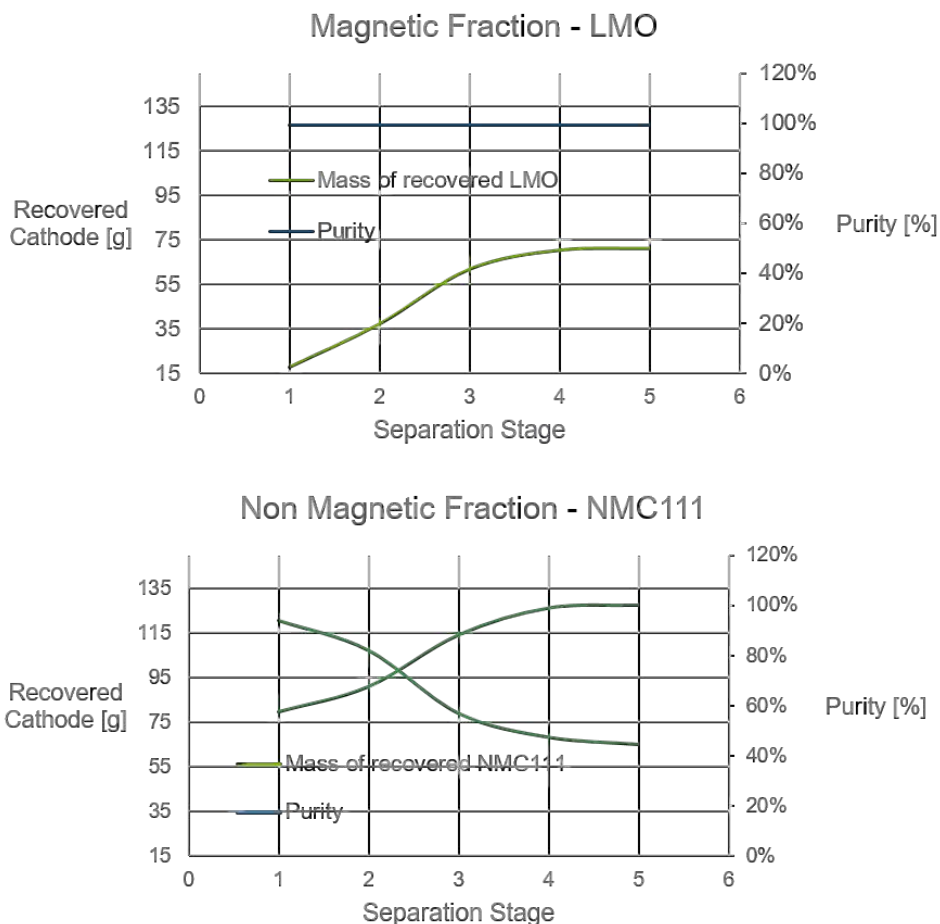 Magnetic Fraction - LMO
120%
135
100%
115
80%
Mass of recovered LMO
95
Recovered
Cathode [g]
60%
Purity [%]
Purity
75
40%
55
20%
35
15
0%
0 1 2 3 4 5 6
Separation Stage
Non Magnetic Fraction - NMC111
120%
135
100%
115
80%
95
Recovered
Cathode [g]
60%
Purity [%]
75
Mass of recovered NMC111
55
40%
Purity
35
20%
15
0%
0 1 2 3 4 5 6
Separation Stage